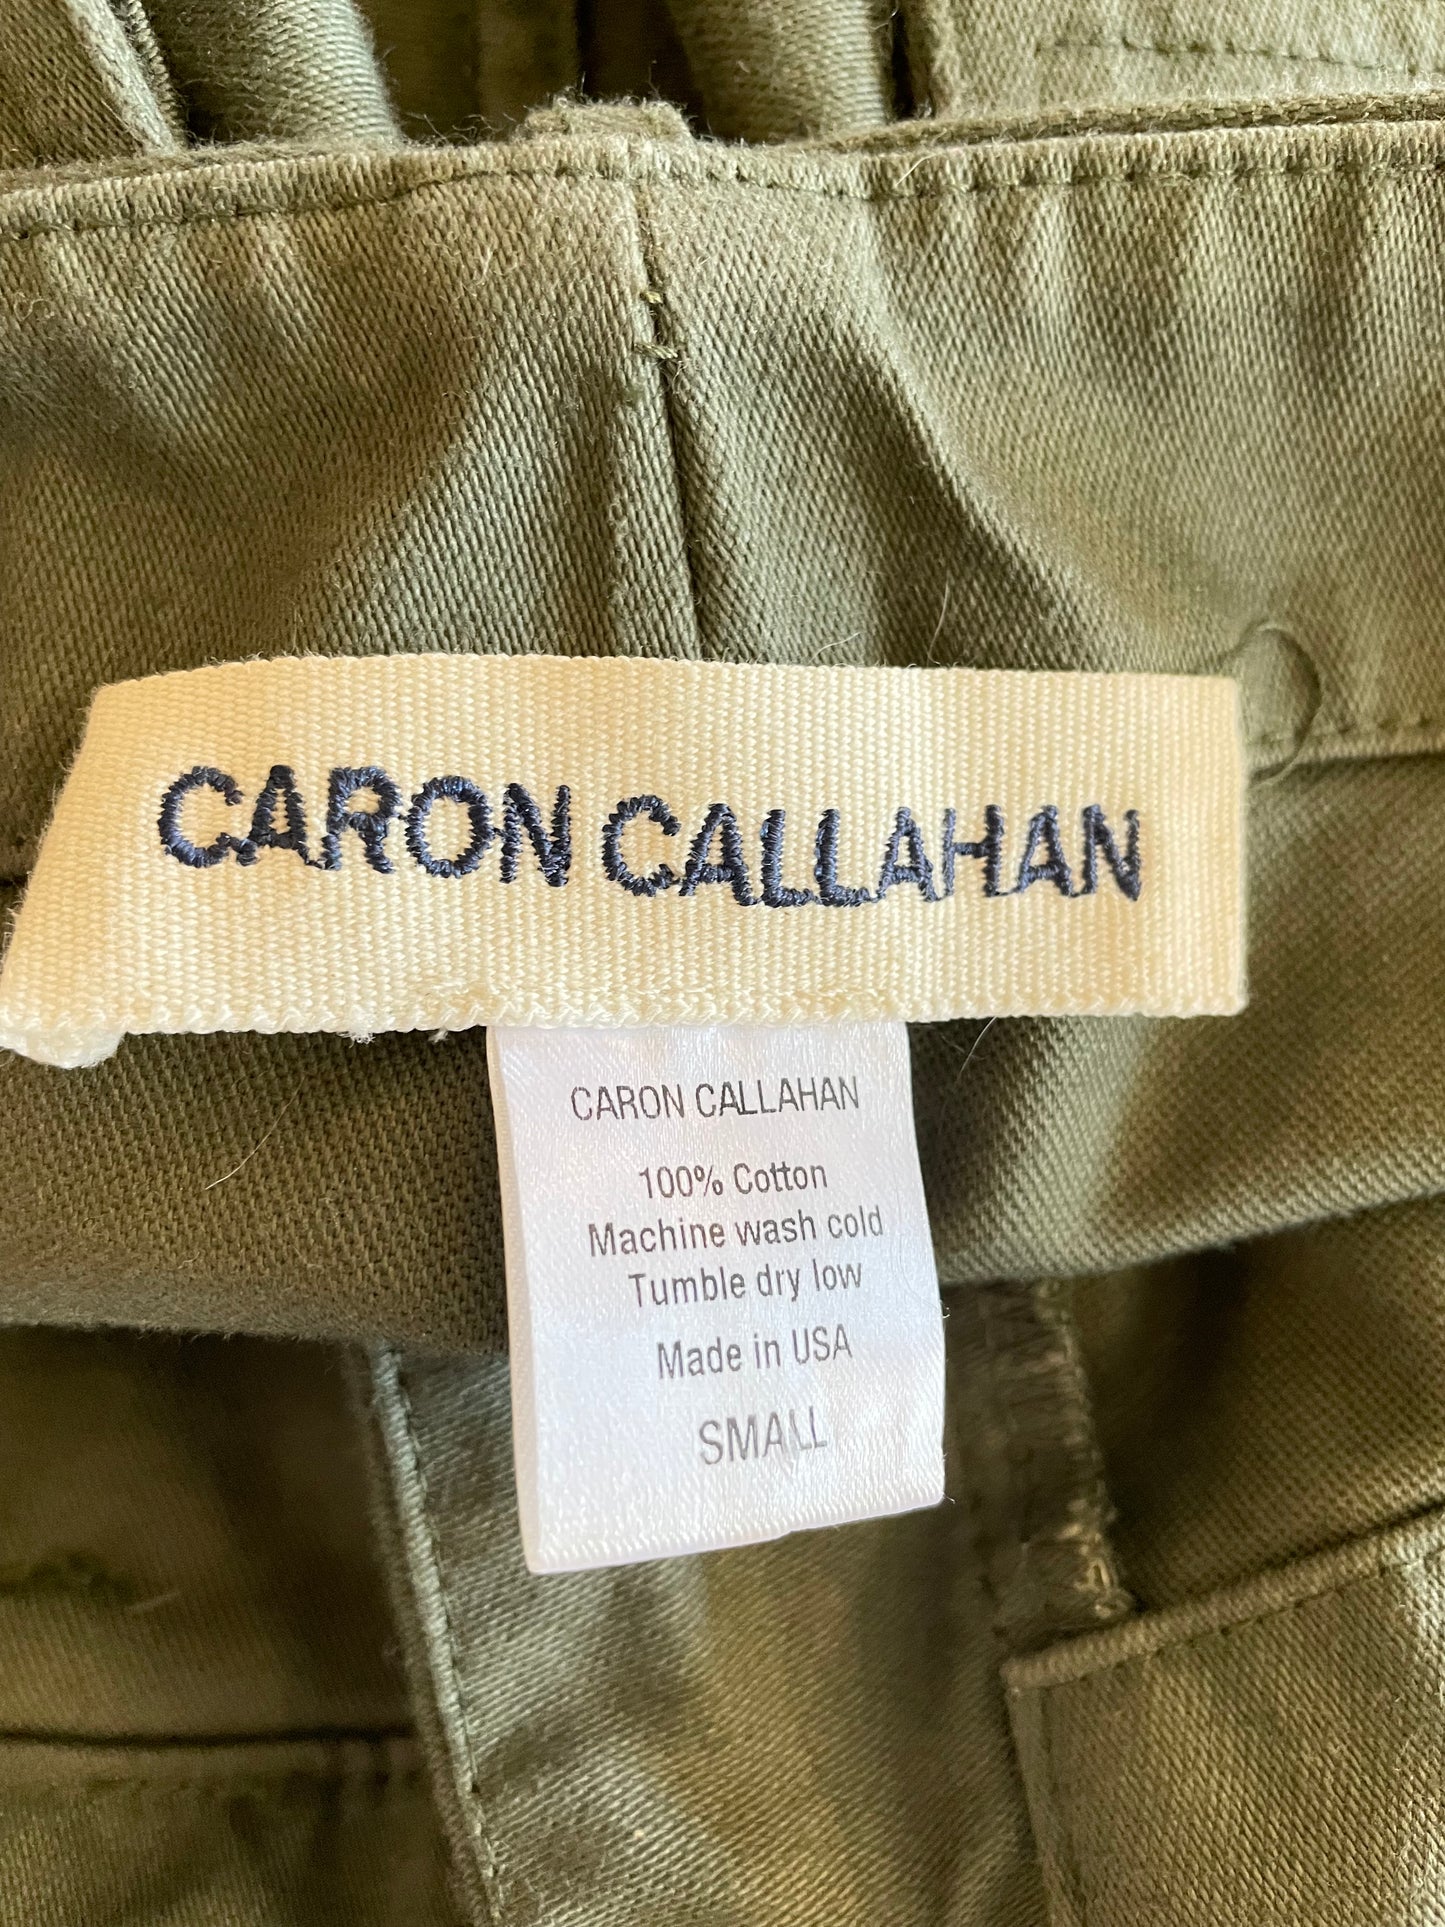 CARON CALLAHAN
CARON CALLAHAN
100% Cotton
Machine wash cold
Tumble dry low
Made in USA
SMALL